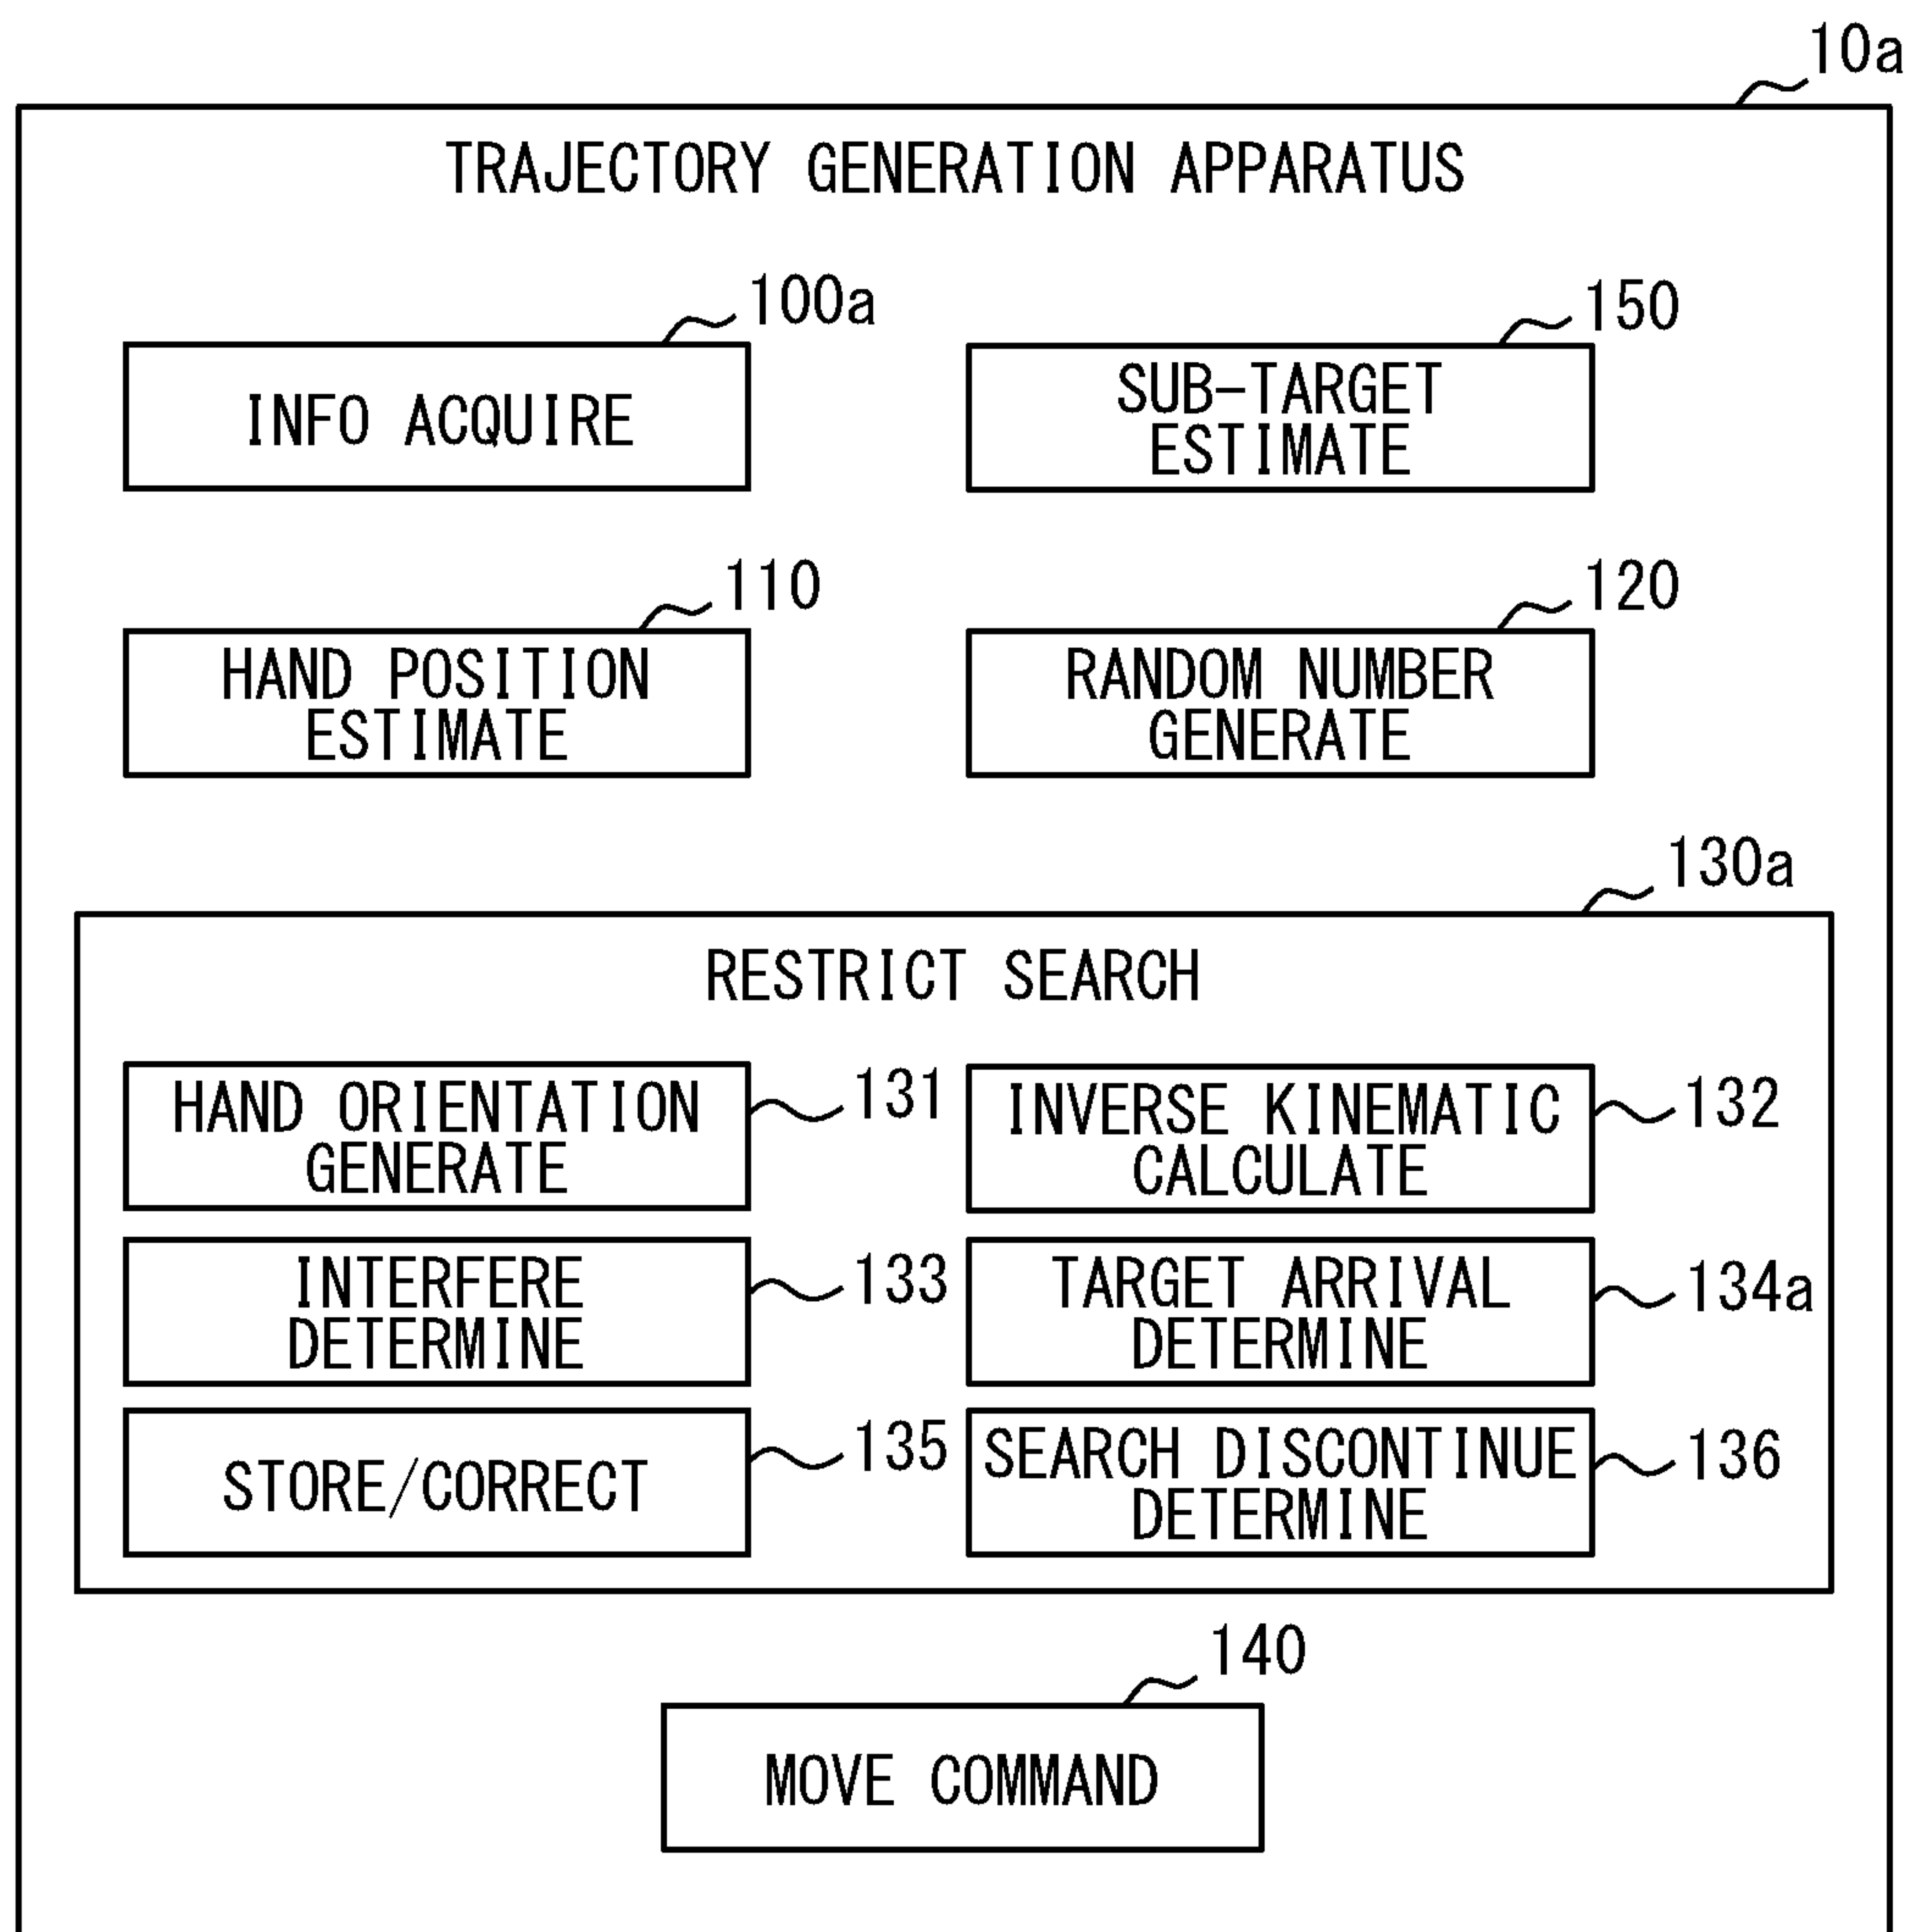 10a
TRAJECTORY GENERATION APPARATUS
100a
INFO ACQUIRE
150
SUB-TARGET
ESTIMATE
110
HAND POSITION
ESTIMATE
120
RANDOM NUMBER
GENERATE
130a
RESTRICT SEARCH
HAND ORIENTATION
GENERATE
131
INVERSE KINEMATIC
CALCULATE
132
INTERFERE
DETERMINE
133
TARGET ARRIVAL
DETERMINE
134a
STORE/CORRECT
135
SEARCH DISCONTINUE
DETERMINE
136
140
MOVE COMMAND